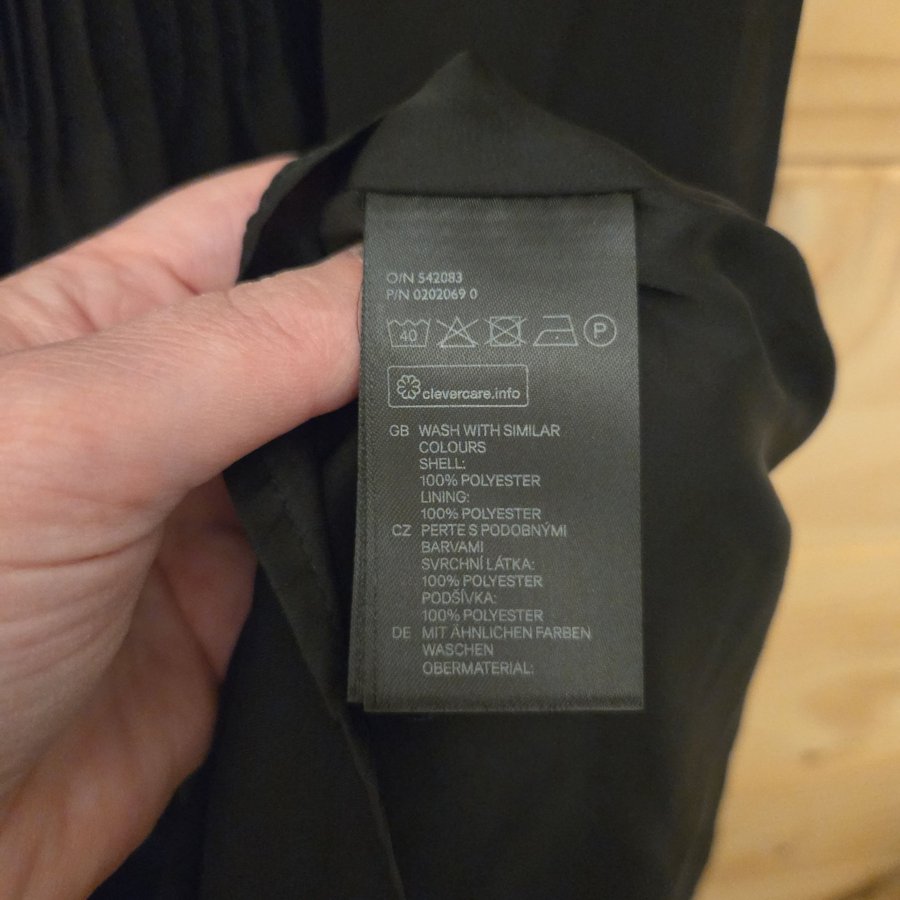 O/N 542083
P/N 0202069 0
40 P
clevercare.info
GB WASH WITH SIMILAR
COLOURS
SHELL:
100% POLYESTER
LINING:
100% POLYESTER
CZ PERTE S PODOBNÝMI
BARVAMI
SVRCHNÍ LÁTKA:
100% POLYESTER
PODŠÍVKA:
100% POLYESTER
DE MIT ÄHNLICHEN FARBEN
WASCHEN
OBERMATERIAL: